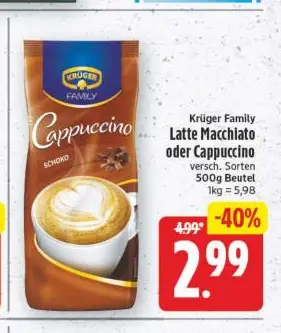 KRÜGER
FAMILY
Cappuccino
SCHOKO
Krüger Family
Latte Macchiato
oder Cappuccino
versch. Sorten
500g Beutel
1kg = 5,98
-40%
4.99*
2.99